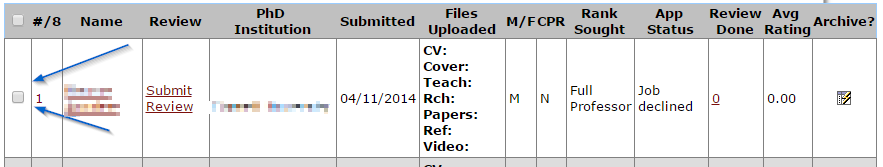 #/8 Name Review PhD Institution Submitted Files Uploaded M/F CPR Rank Sought App Status Review Done Avg Rating Archive?
1 Submit Review 04/11/2014 CV: M N Full Professor Job declined 0 0.00
Cover:
Teach:
Rch:
Papers:
Ref:
Video: